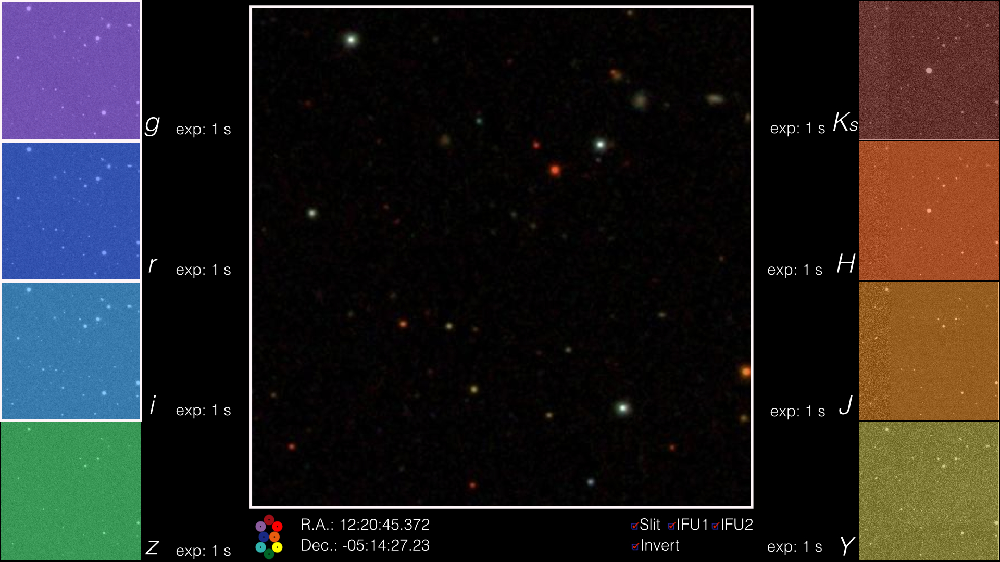 g exp: 1 s
exp: 1 s Ks
r exp: 1 s
exp: 1 s H
i exp: 1 s
exp: 1 s J
z exp: 1 s
R.A.: 12:20:45.372
Dec.: -05:14:27.23
Slit IFU1 IFU2
Invert
exp: 1 s Y